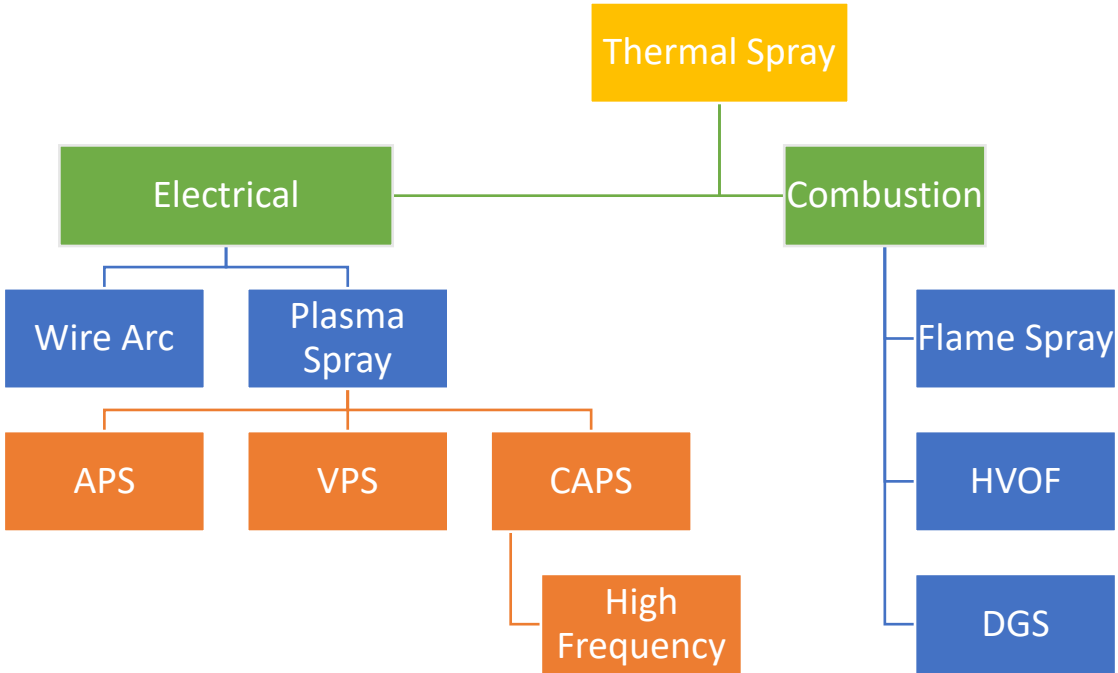 Thermal Spray
Electrical
Combustion
Wire Arc
Plasma
Spray
Flame Spray
APS
VPS
CAPS
HVOF
High
Frequency
DGS